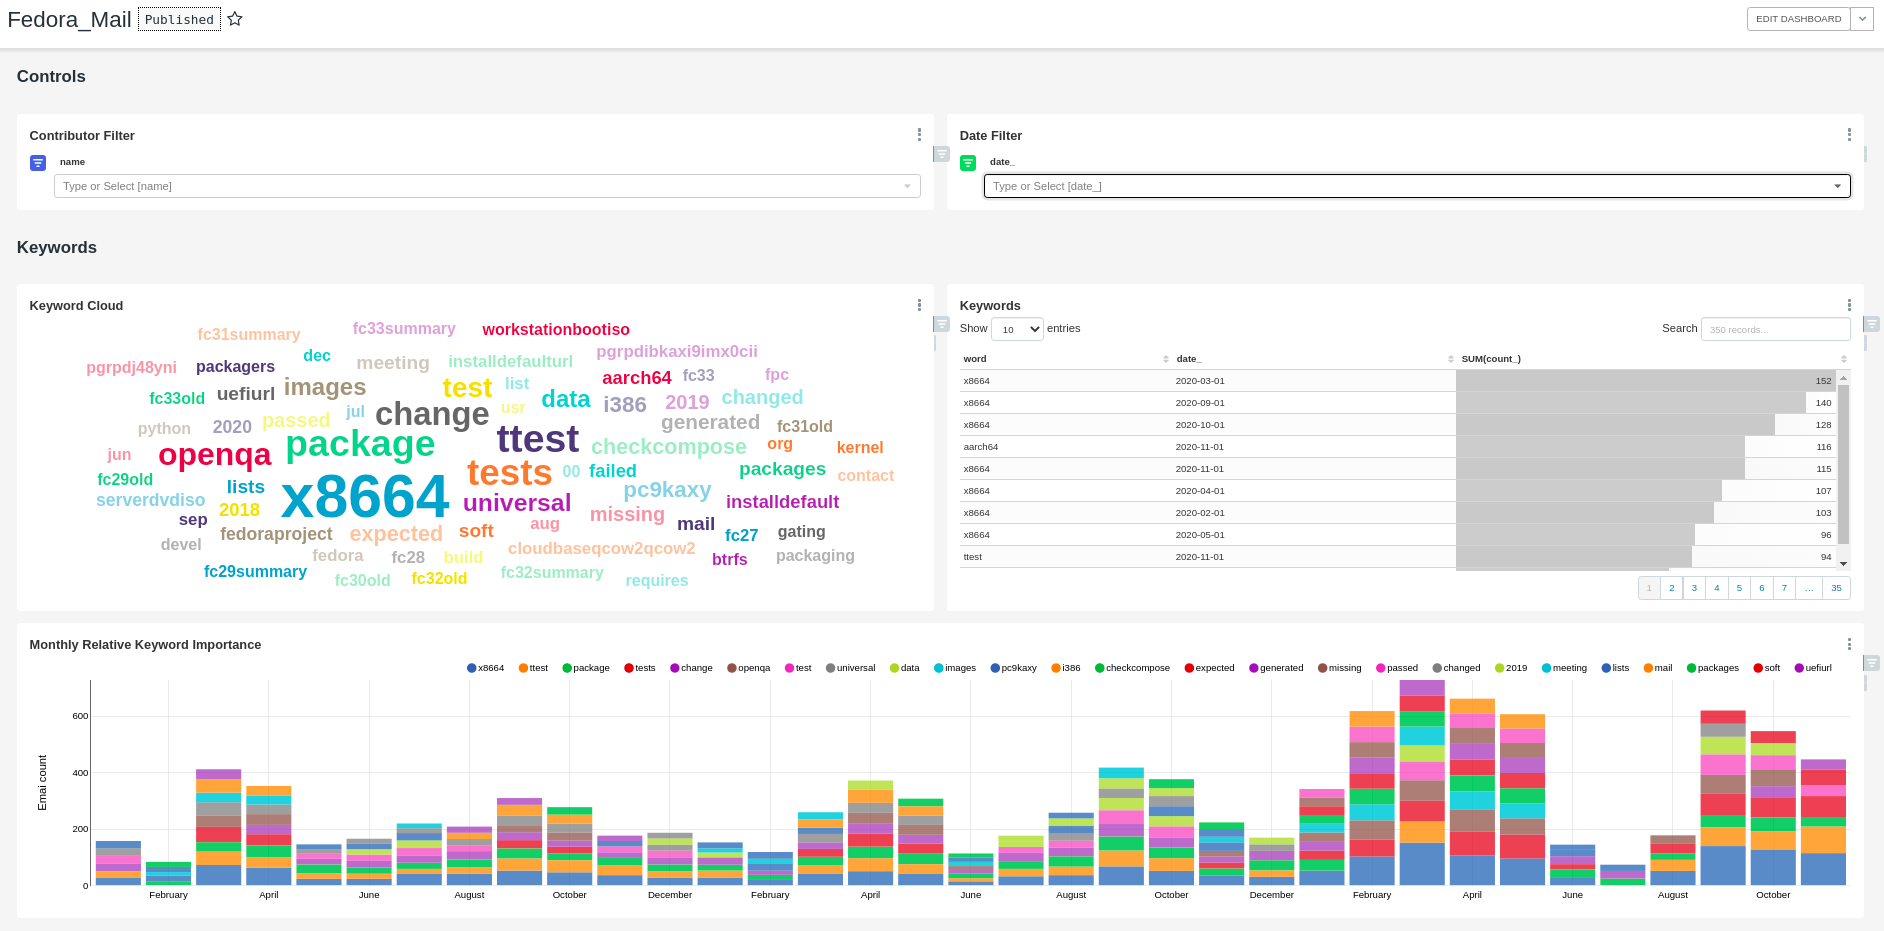 Fedora_Mail Published EDIT DASHBOARD
Controls
Contributor Filter
name
Type or Select [name]
Date Filter
date_
Type or Select [date_]
Keywords
Keyword Cloud
fc31summary fc33summary workstationbootiso
pgrpdj48yni packagers dec meeting installdefaulturl pgrpdibkaxi9imx0cii
fc33old uefiurl images test list data aarch64 fc33 fpc
python 2020 passed jul change usr i386 2019 changed
jun openqa package ttest checkcompose generated org fc31old kernel
fc29old lists x8664 tests 00 failed packages contact
serverdvdiso 2018 universal pc9kaxy installdefault
sep fedoraproject expected soft aug missing mail fc27 gating
devel fedora fc28 build cloudbaseqcow2qcow2 btrfs packaging
fc29summary fc30old fc32old fc32summary requires
Keywords
Show 10 entries Search 350 records...
word date_ SUM(count_)
x8664 2020-03-01 152
x8664 2020-09-01 140
x8664 2020-10-01 128
aarch64 2020-11-01 116
x8664 2020-11-01 115
x8664 2020-04-01 107
x8664 2020-02-01 103
x8664 2020-05-01 96
ttest 2020-11-01 94
1 2 3 4 5 6 7 ... 35
Monthly Relative Keyword Importance
x8664 ttest package tests change openqa test universal data images pc9kaxy i386 checkcompose expected generated missing passed changed 2019 meeting lists mail packages soft uefiurl
Emai count
600
400
200
0
February April June August October December February April June August October December February April June August October